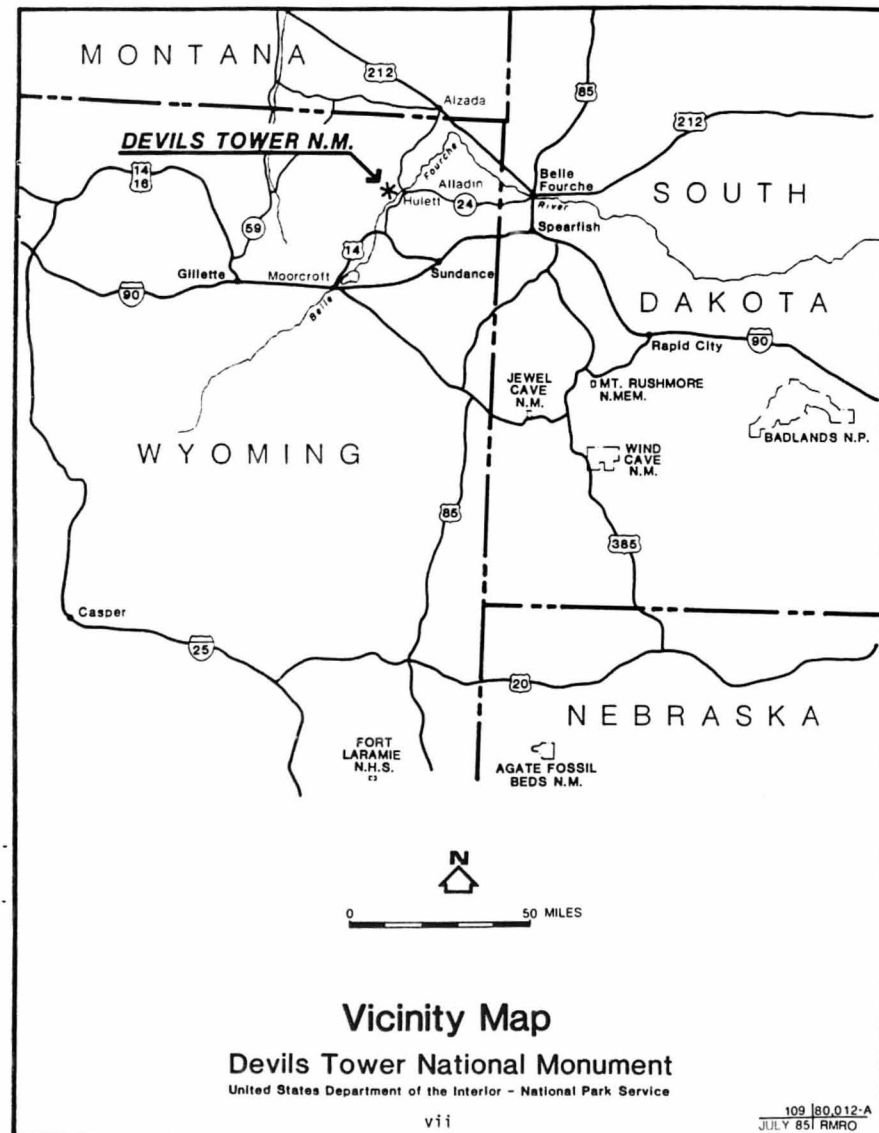 MONTANA
212
85
Alzada
212
DEVILS TOWER N.M.
Fourche
14
16
Alladin
Belle
Fourche
SOUTH
Hulett
24
River
59
Spearfish
14
Gillette
Moorcroft
Sundance
90
Belle
DAKOTA
Rapid City
90
JEWEL
CAVE
N.M.
MT. RUSHMORE
N.MEM.
WYOMING
WIND
CAVE
N.M.
BADLANDS N.P.
85
385
Casper
25
20
NEBRASKA
FORT
LARAMIE
N.H.S.
AGATE FOSSIL
BEDS N.M.
N
0 50 MILES
Vicinity Map
Devils Tower National Monument
United States Department of the Interior - National Park Service
vii
109 80,012-A
JULY 85 RMRO